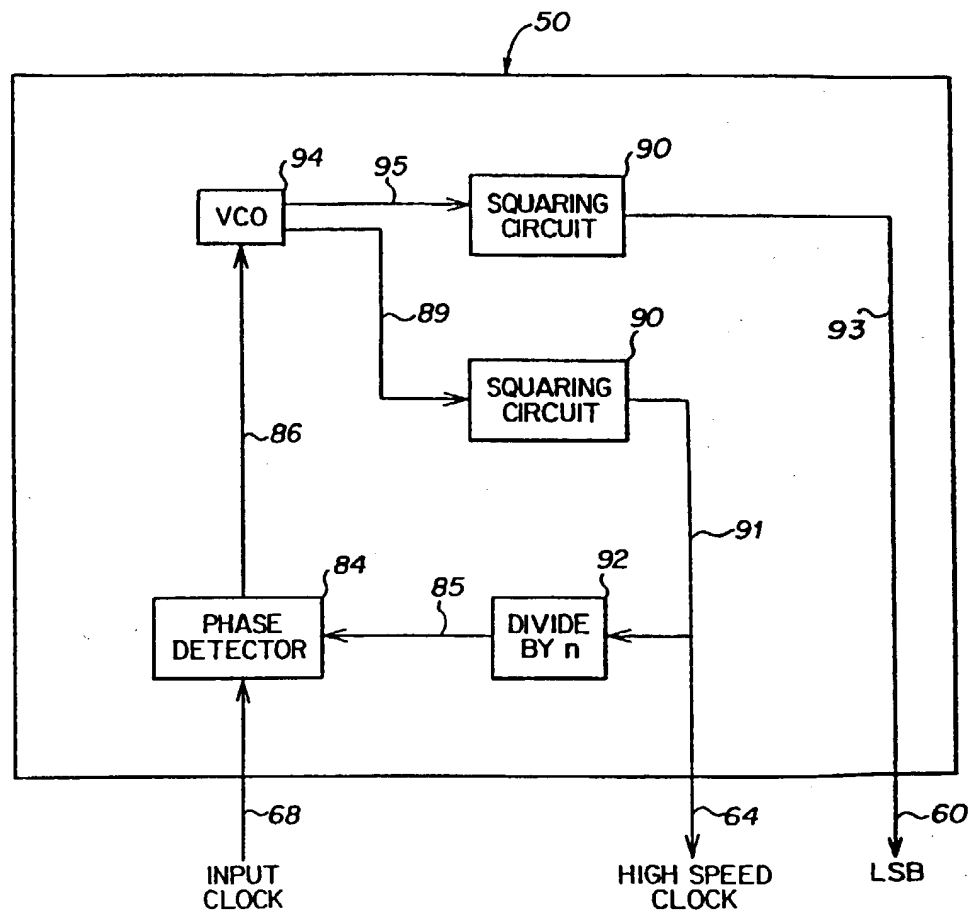 50
94
95
90
VCO
SQUARING
CIRCUIT
89
90
93
SQUARING
CIRCUIT
86
91
84
85
92
PHASE
DETECTOR
DIVIDE
BY n
68
64
60
INPUT
CLOCK
HIGH SPEED
CLOCK
LSB